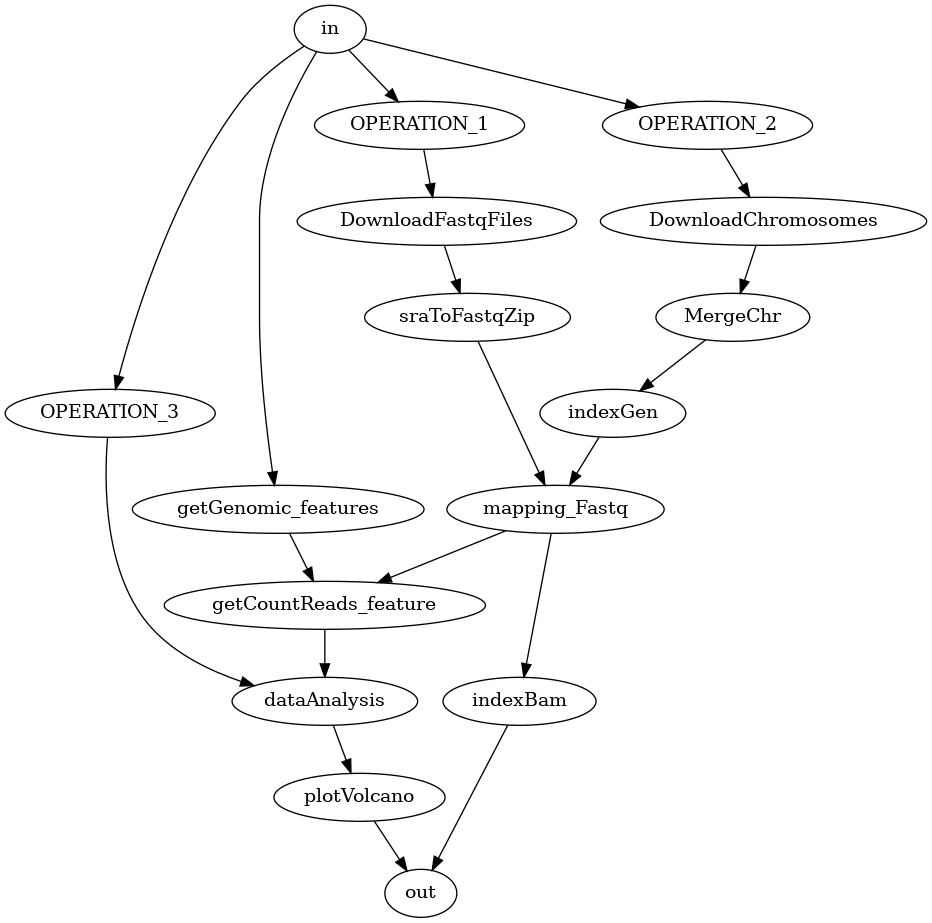 in
OPERATION_1
OPERATION_2
DownloadFastqFiles
DownloadChromosomes
sraToFastqZip
MergeChr
OPERATION_3
indexGen
getGenomic_features
mapping_Fastq
getCountReads_feature
dataAnalysis
indexBam
plotVolcano
out